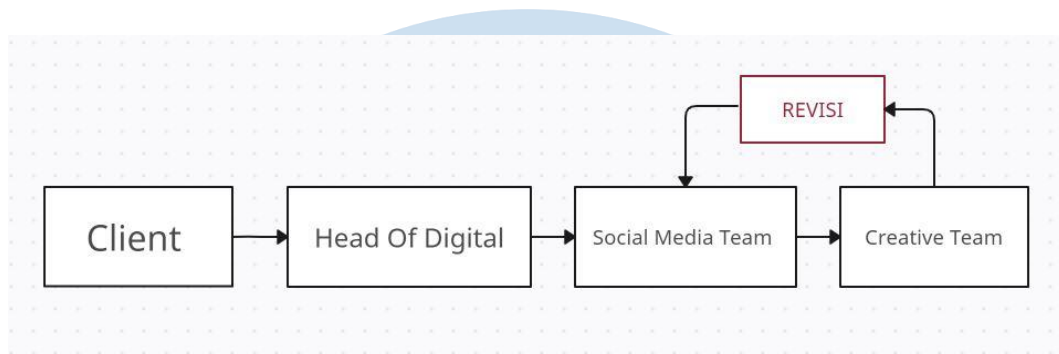 REVISI
Client
Head Of Digital
Social Media Team
Creative Team